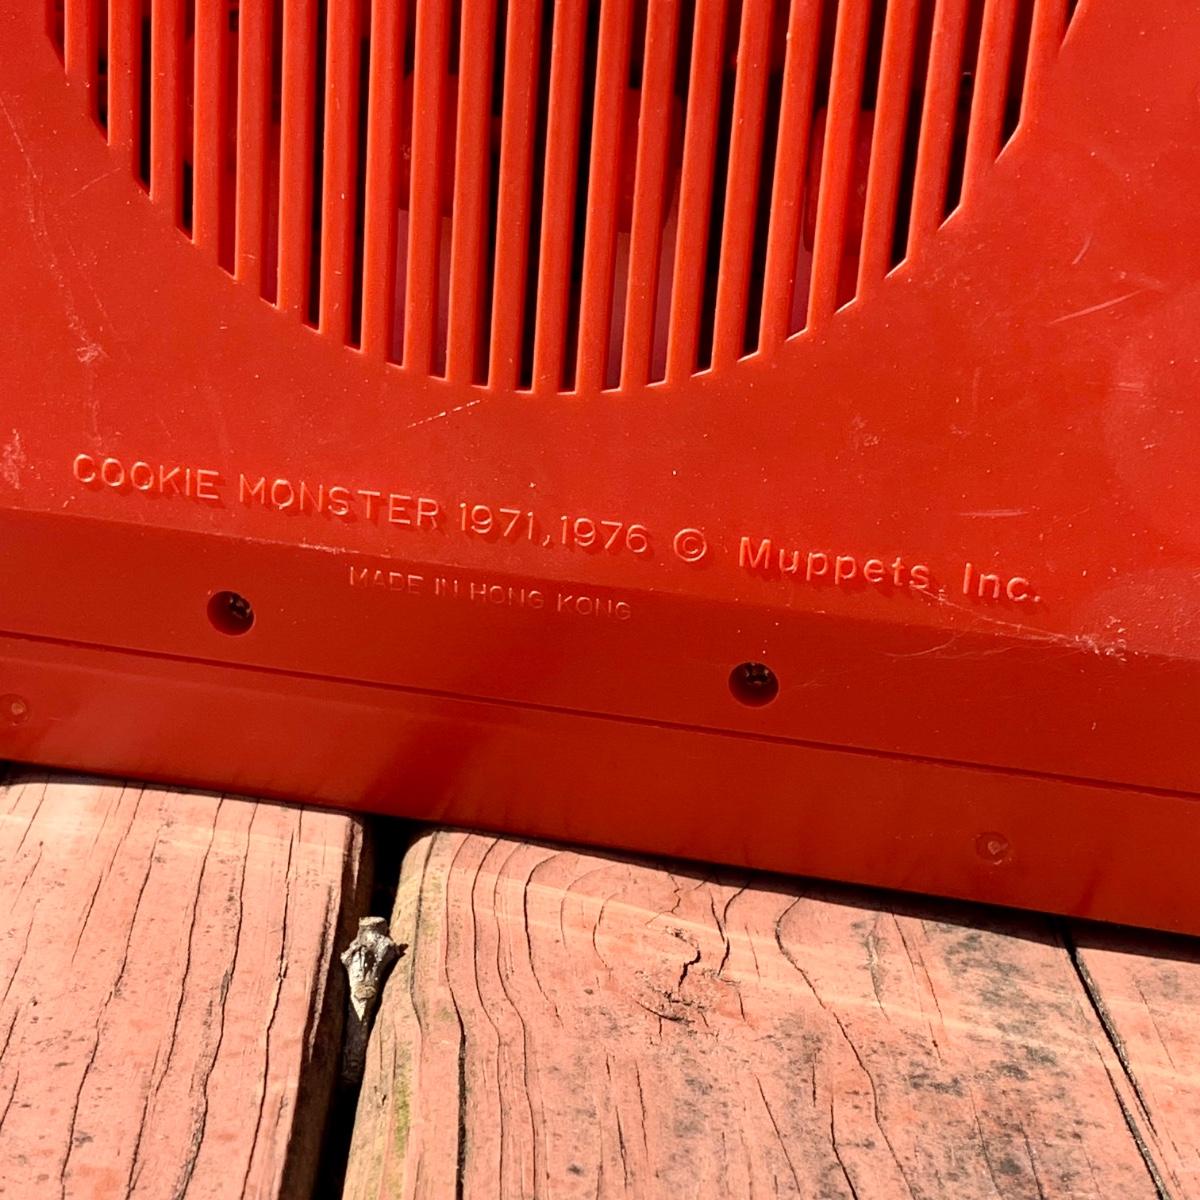 COOKIE MONSTER 1971,1976 © Muppets, Inc.
MADE IN HONG KONG